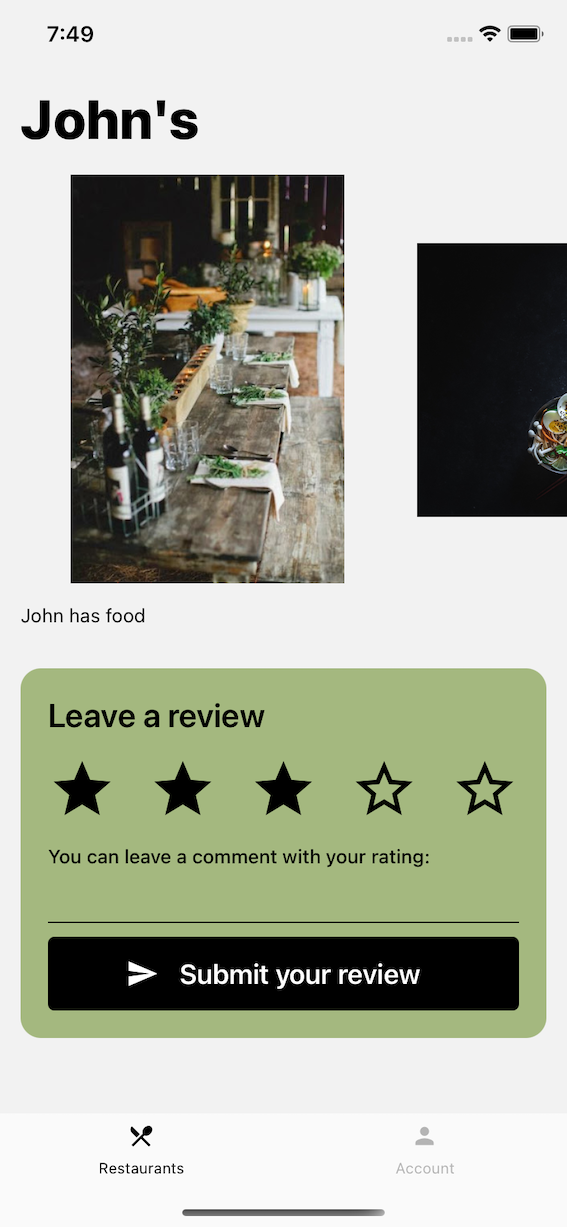 7:49
John's
John has food
Leave a review
You can leave a comment with your rating:
Submit your review
Restaurants
Account